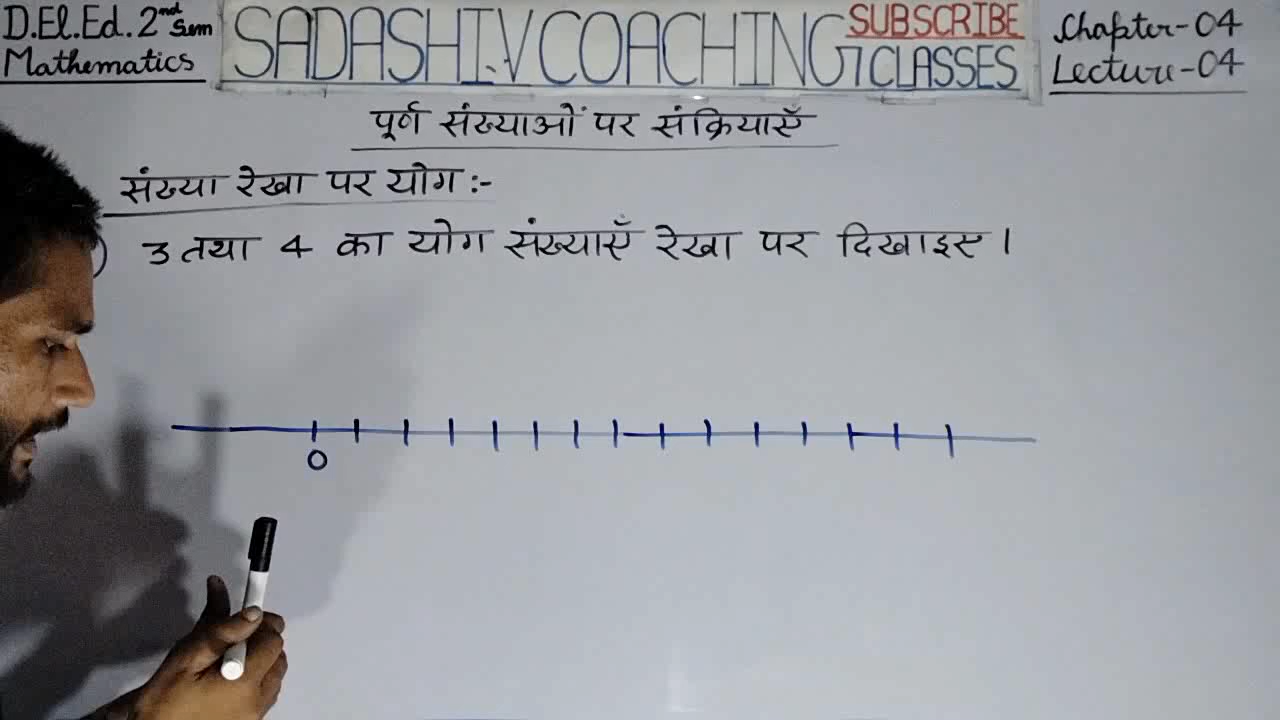 D.El.Ed. 2nd Sem
Mathematics
SADASHIV COACHING CLASSES
SUBSCRIBE
Chapter-04
Lecture-04
पूर्ण संख्याओं पर संक्रियाएँ
संख्या रेखा पर योग :-
) 3 तथा 4 का योग संख्याएँ रेखा पर दिखाइए ।
0